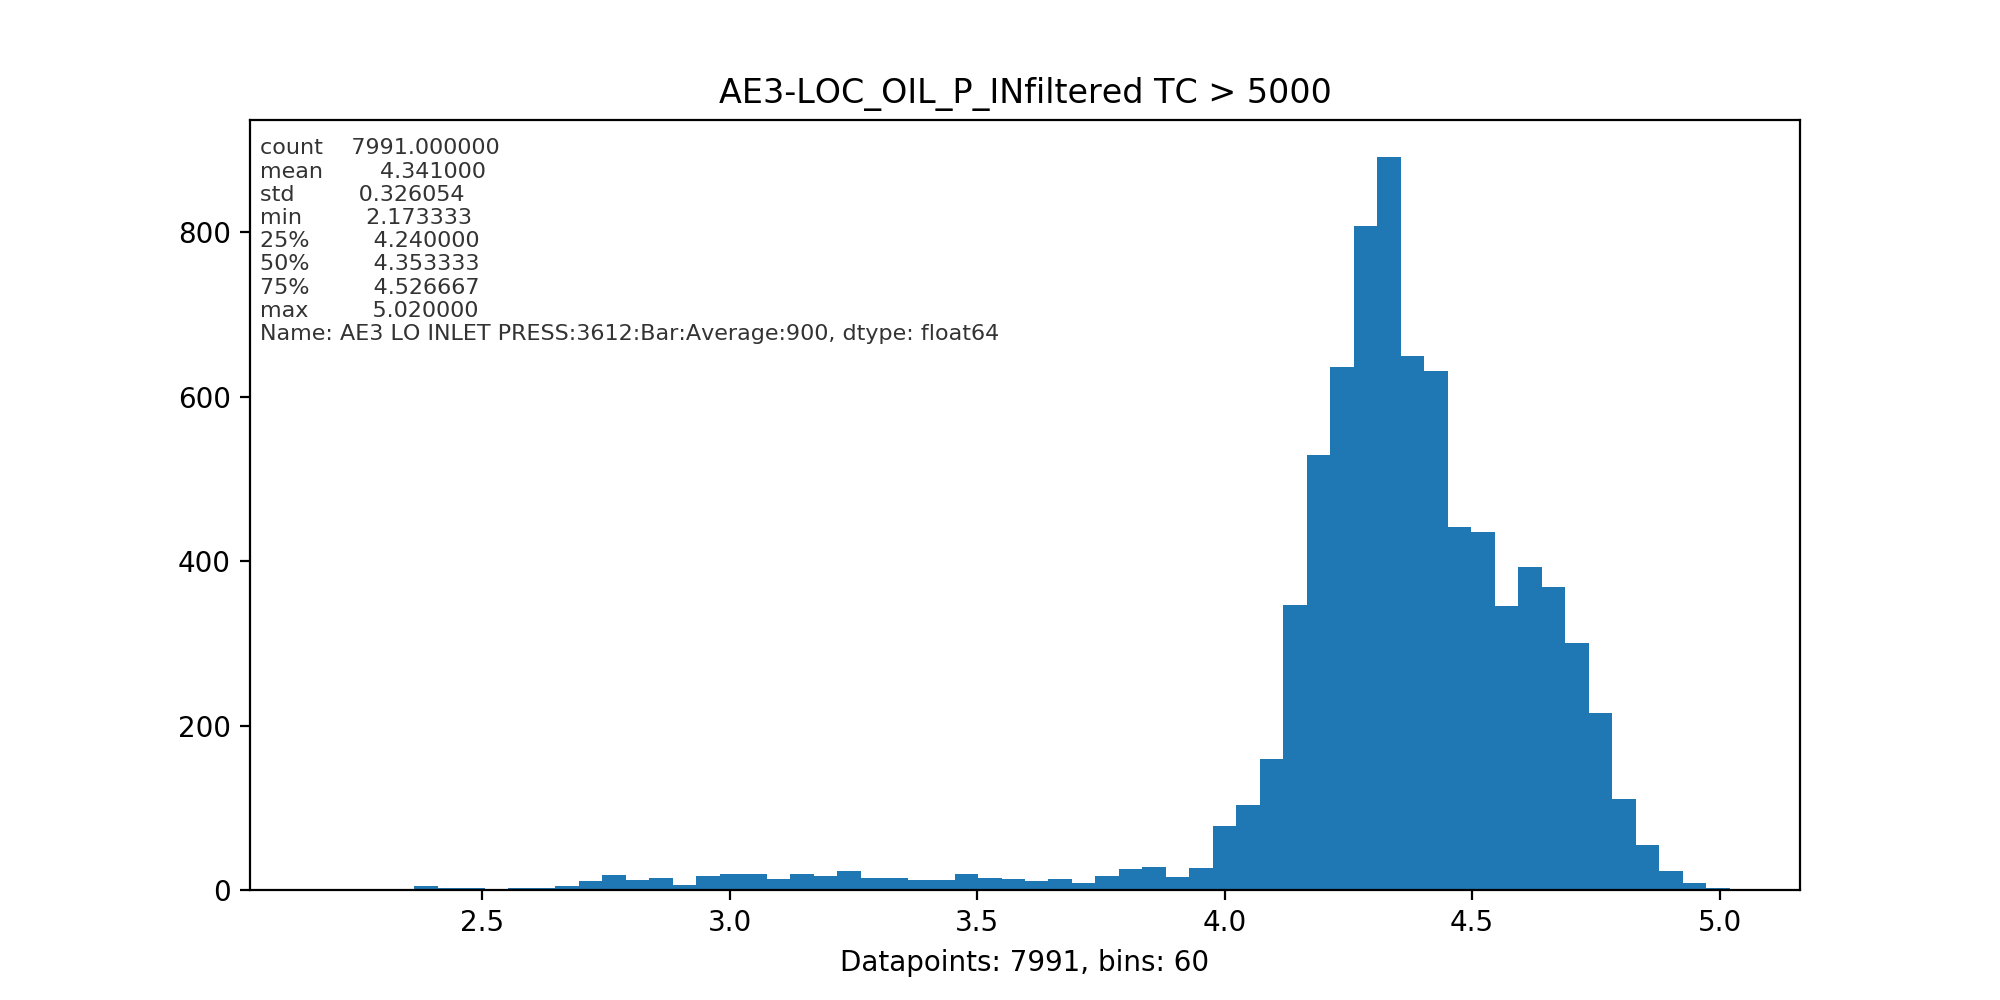 AE3-LOC_OIL_P_INfiltered TC > 5000
count 7991.000000
mean 4.341000
std 0.326054
min 2.173333
25% 4.240000
50% 4.353333
75% 4.526667
max 5.020000
Name: AE3 LO INLET PRESS:3612:Bar:Average:900, dtype: float64
800
600
400
200
0
2.5 3.0 3.5 4.0 4.5 5.0
Datapoints: 7991, bins: 60